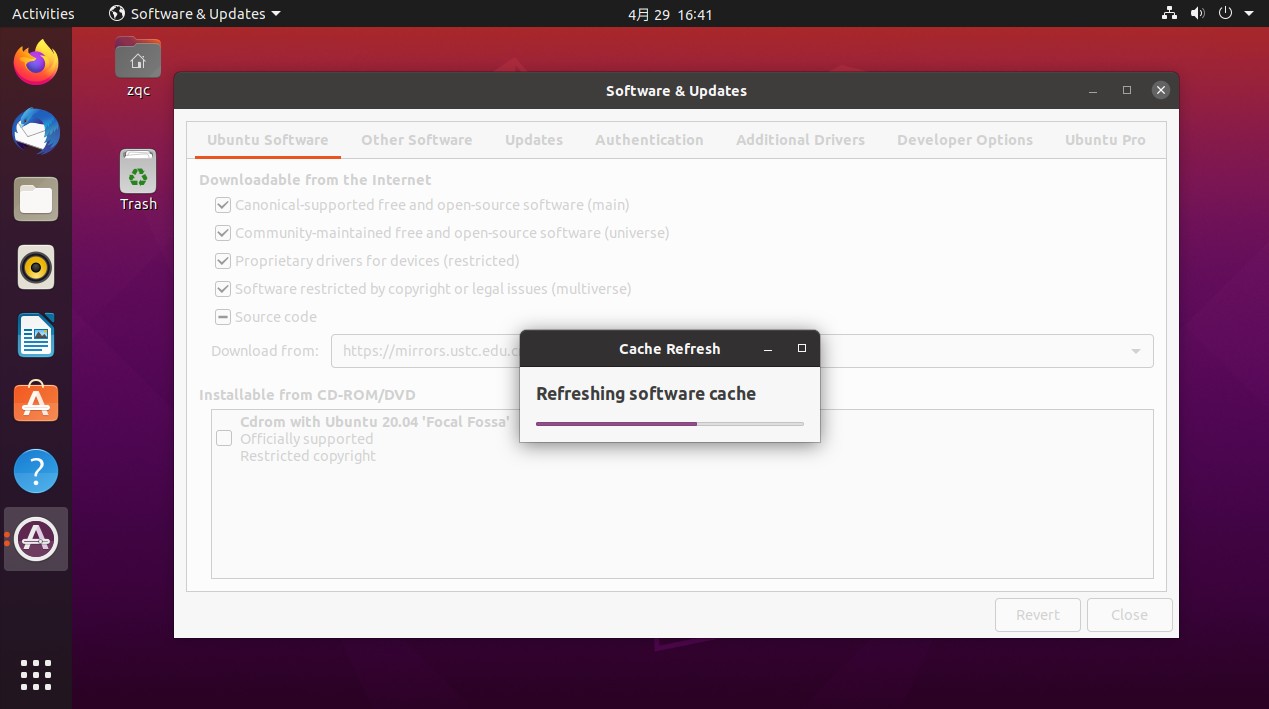 Activities
Software & Updates
4月 29 16:41
zqc
Trash
Software & Updates
Ubuntu Software
Other Software
Updates
Authentication
Additional Drivers
Developer Options
Ubuntu Pro
Downloadable from the Internet
Canonical-supported free and open-source software (main)
Community-maintained free and open-source software (universe)
Proprietary drivers for devices (restricted)
Software restricted by copyright or legal issues (multiverse)
Source code
Download from:
https://mirrors.ustc.edu.c
Cache Refresh
Refreshing software cache
Installable from CD-ROM/DVD
Cdrom with Ubuntu 20.04 'Focal Fossa'
Officially supported
Restricted copyright
Revert
Close